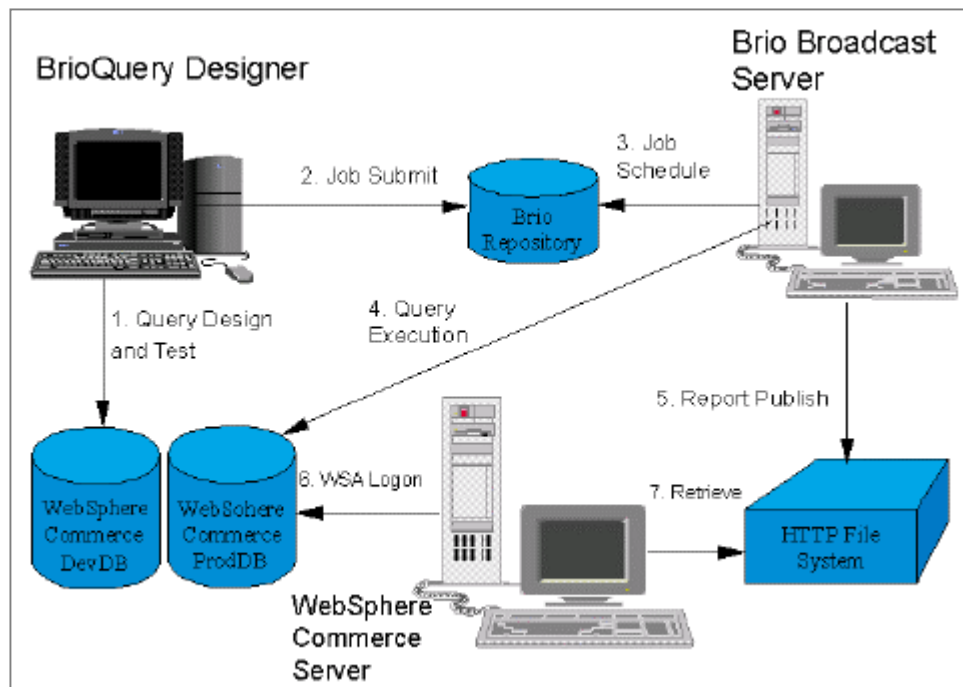 BrioQuery Designer
Brio Broadcast
Server
2. Job Submit
3. Job
Schedule
Brio
Repository
1. Query Design
and Test
4. Query
Execution
5. Report Publish
WebSphere
Commerce
DevDB
WebSohere
Commerce
ProdDB
6. WSA Logon
7. Retrieve
HTTP File
System
WebSphere
Commerce
Server